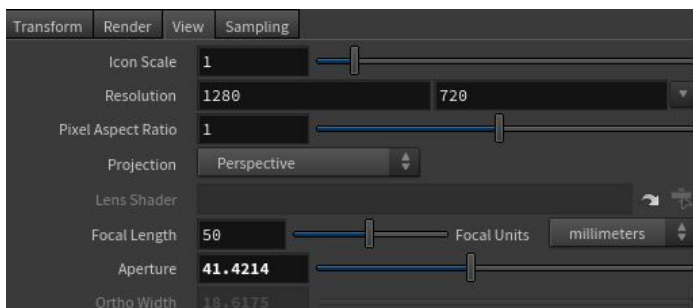 Transform Render View Sampling
Icon Scale 1
Resolution 1280 720
Pixel Aspect Ratio 1
Projection Perspective
Lens Shader
Focal Length 50 Focal Units millimeters
Aperture 41.4214
Ortho Width 18.6175